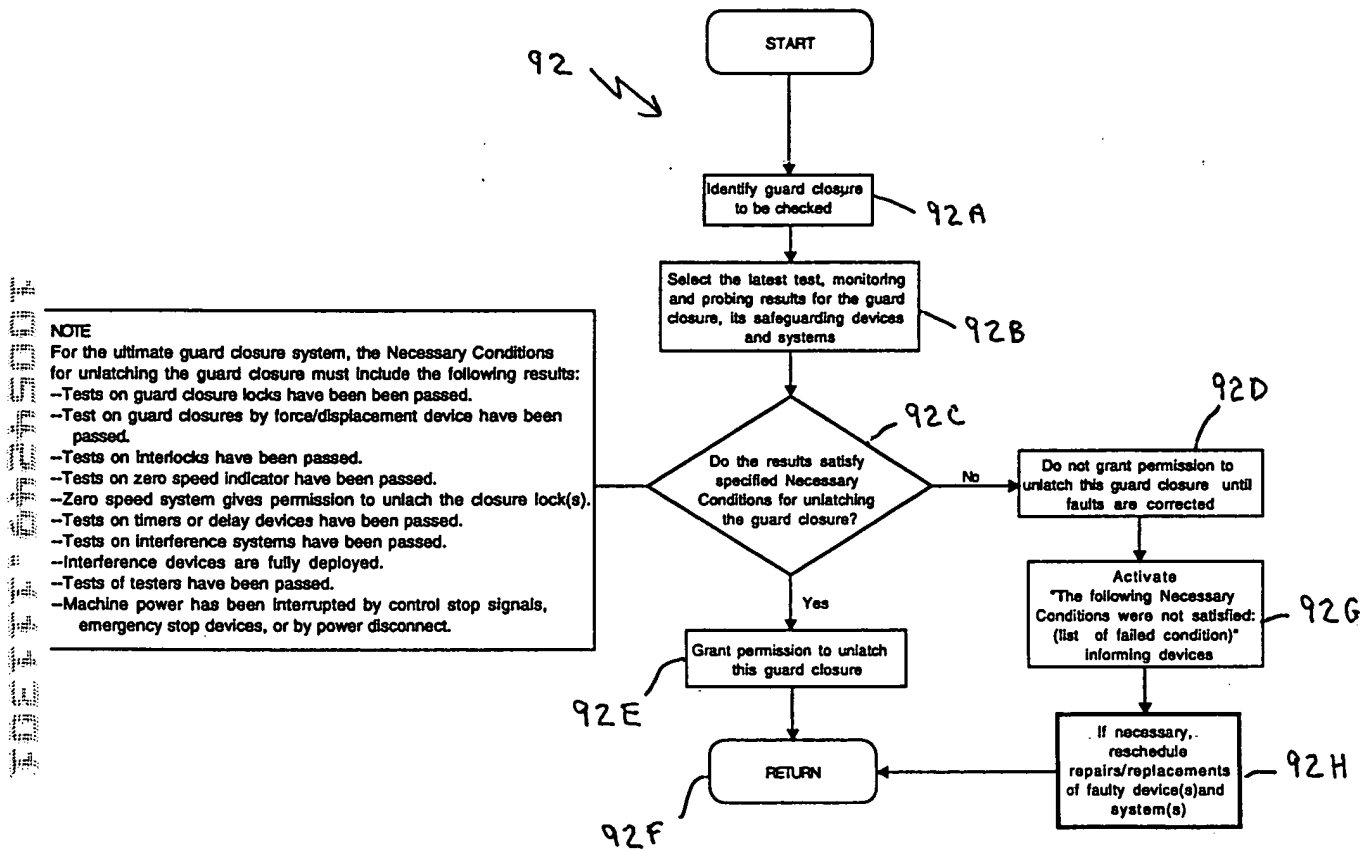 START
92
Identify guard closure
to be checked
92A
Select the latest test, monitoring
and probing results for the guard
closure, its safeguarding devices
and systems
92B
NOTE
For the ultimate guard closure system, the Necessary Conditions
for unlatching the guard closure must include the following results:
--Tests on guard closure locks have been been passed.
--Test on guard closures by force/displacement device have been
passed.
--Tests on interlocks have been passed.
--Tests on zero speed indicator have been passed.
--Zero speed system gives permission to unlach the closure lock(s).
--Tests on timers or delay devices have been passed.
--Tests on interference systems have been passed.
--Interference devices are fully deployed.
--Tests of testers have been passed.
--Machine power has been interrupted by control stop signals,
emergency stop devices, or by power disconnect.
92C
Do the results satisfy
specified Necessary
Conditions for unlatching
the guard closure?
No
92D
Do not grant permission to
unlatch this guard closure until
faults are corrected
Activate
"The following Necessary
Conditions were not satisfied:
(list of failed condition)"
informing devices
92G
Yes
Grant permission to unlatch
this guard closure
92E
If necessary,
reschedule
repairs/replacements
of faulty device(s)and
system(s)
92H
RETURN
92F